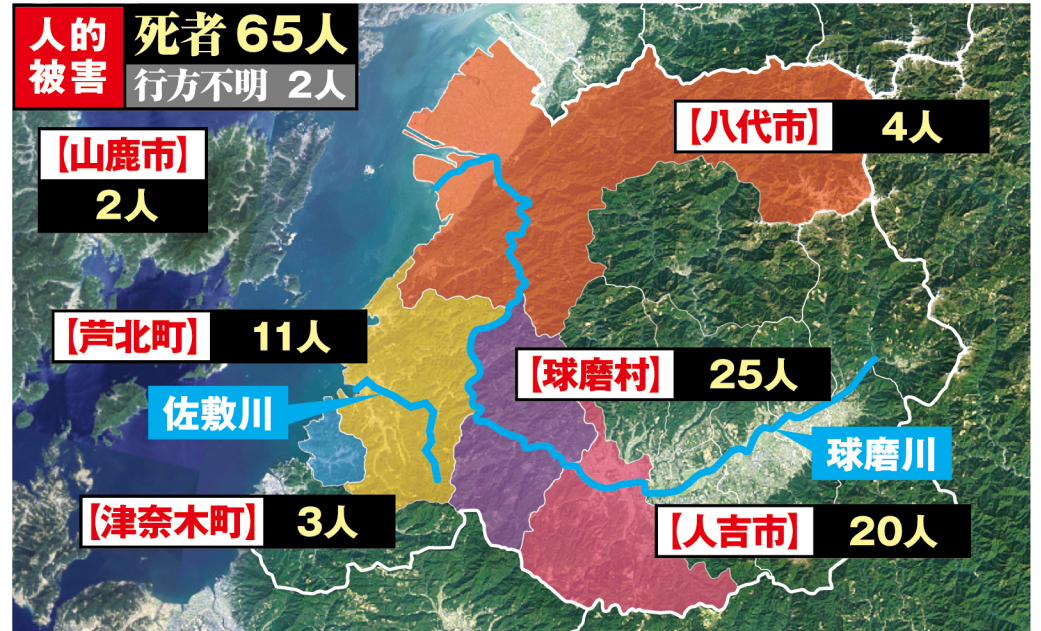 人的
被害
死者 65人
行方不明 2人
【八代市】 4人
【山鹿市】
2人
【芦北町】 11人
【球磨村】 25人
佐敷川
球磨川
【津奈木町】 3人
【人吉市】 20人